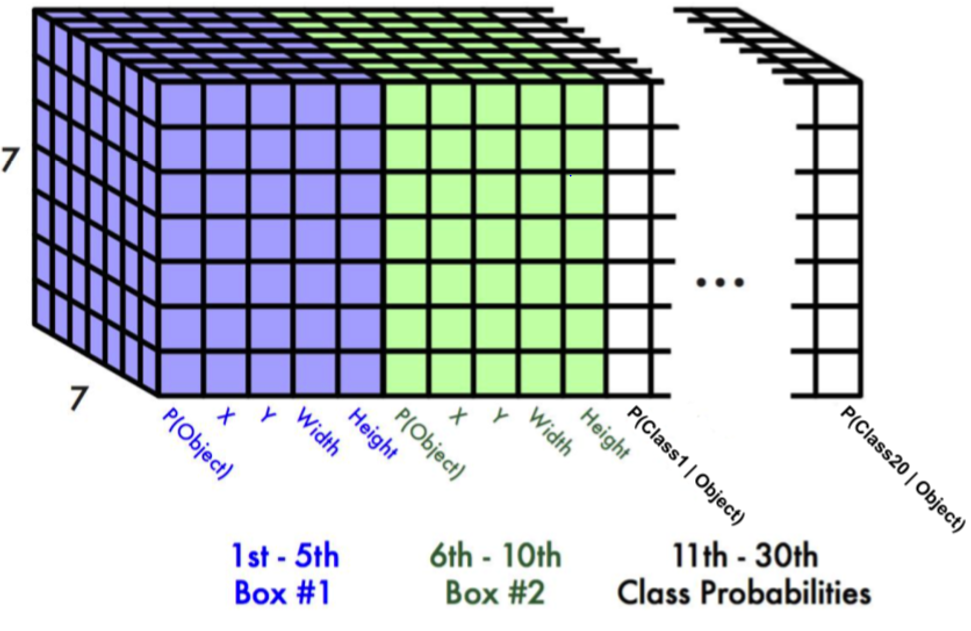 7
7
P(Object)
X
Y
Width
Height
P(Object)
X
Y
Width
Height
P(Class1 | Object)
...
P(Class20 | Object)
1st - 5th
Box #1
6th - 10th
Box #2
11th - 30th
Class Probabilities